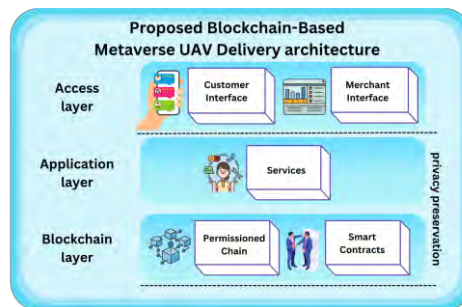 Proposed Blockchain-Based
Metaverse UAV Delivery architecture
Access
layer
Customer
Interface
Merchant
Interface
Application
layer
Services
Blockchain
layer
Permissioned
Chain
Smart
Contracts
privacy preservation